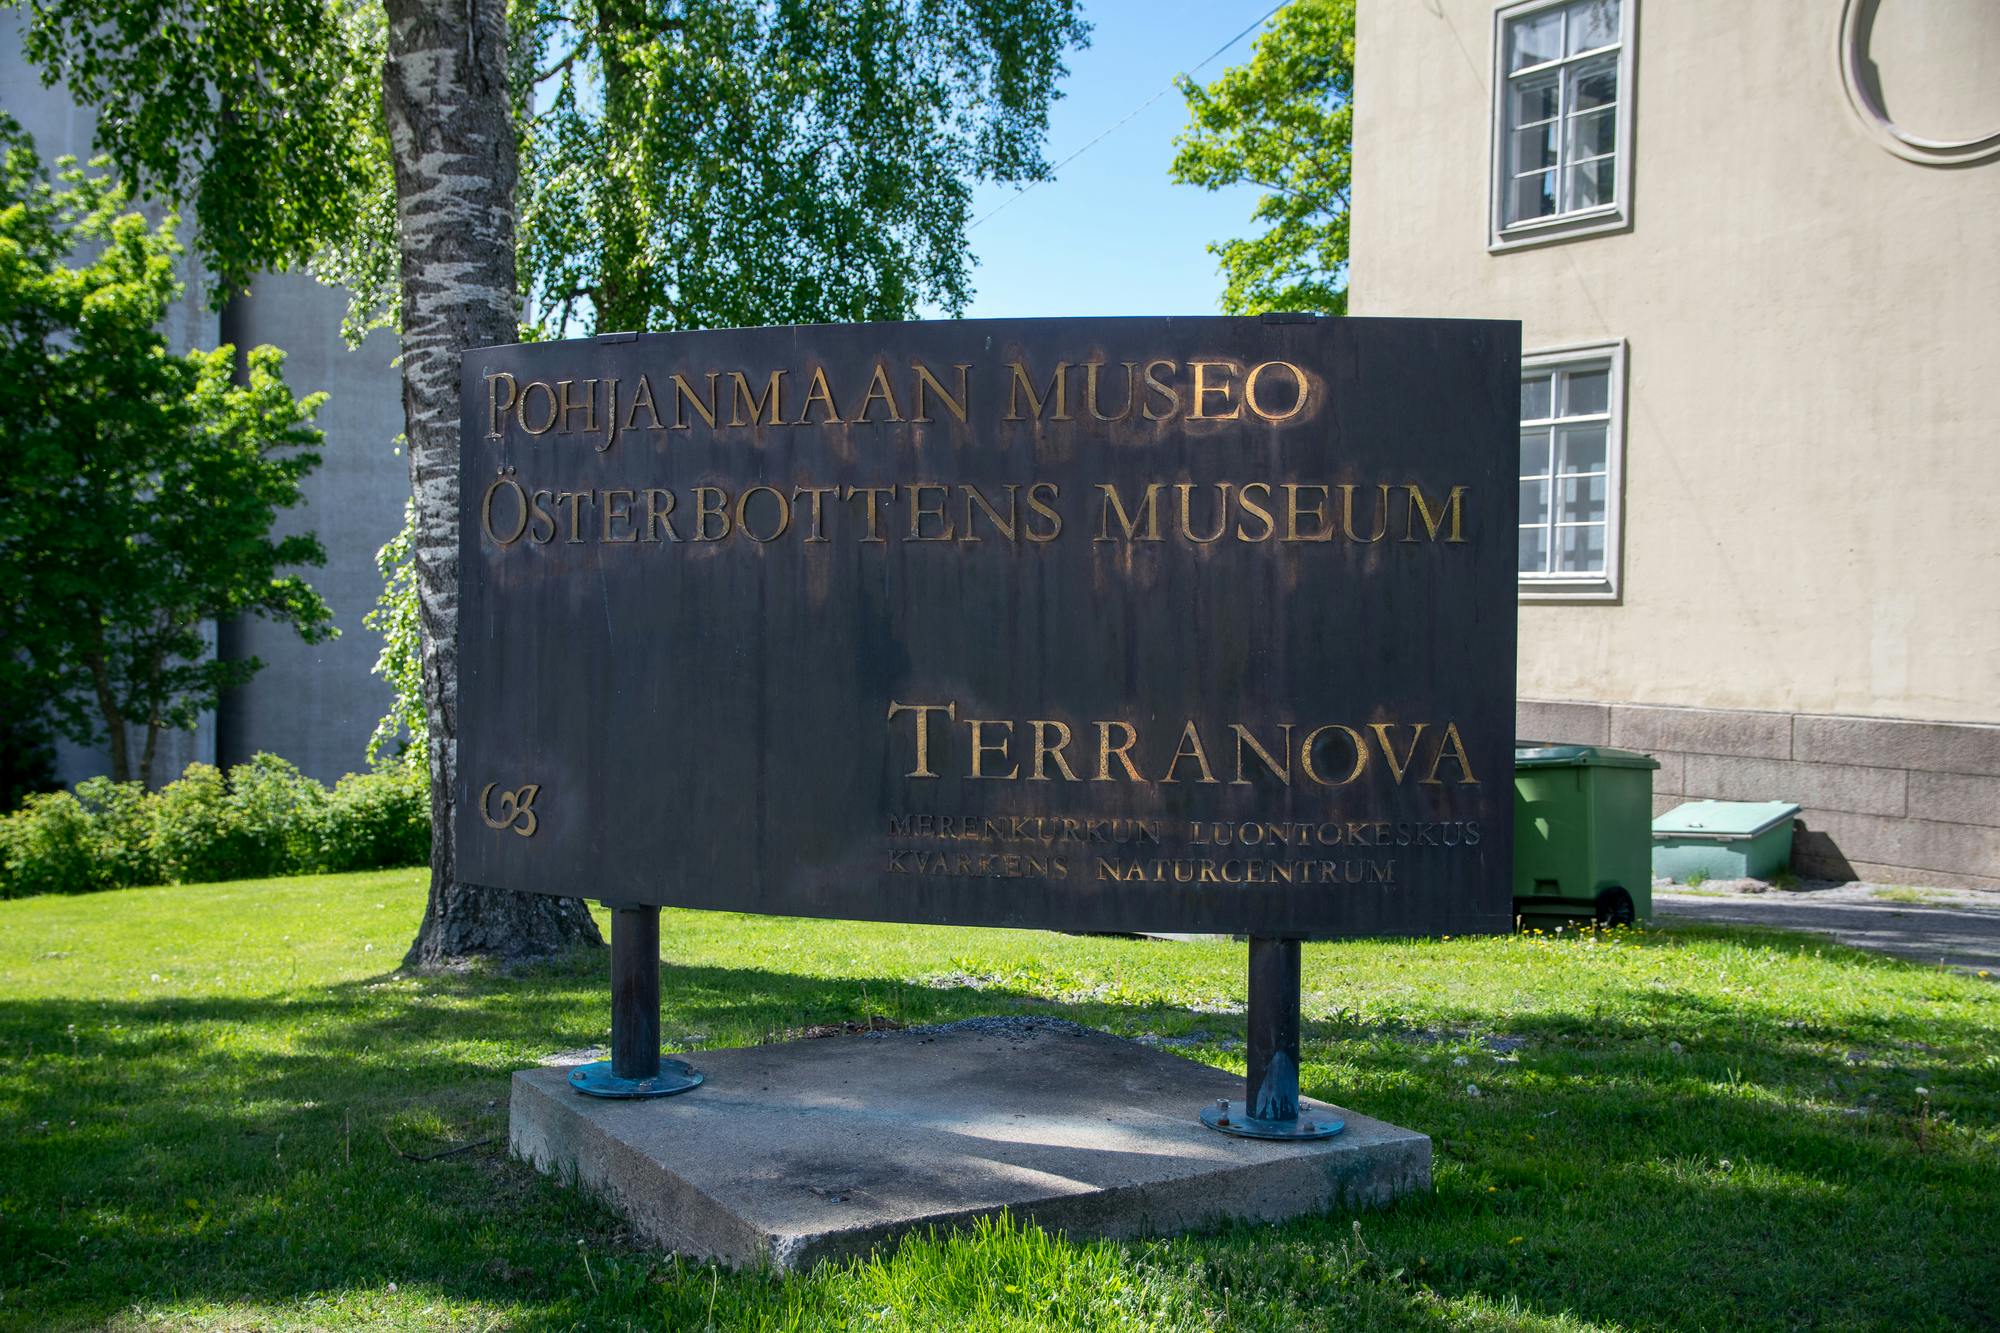 POHJANMAAN MUSEO
ÖSTERBOTTENS MUSEUM
TERRANOVA
MERENKURKUN LUONTOKESKUS
KVARKENS NATURCENTRUM